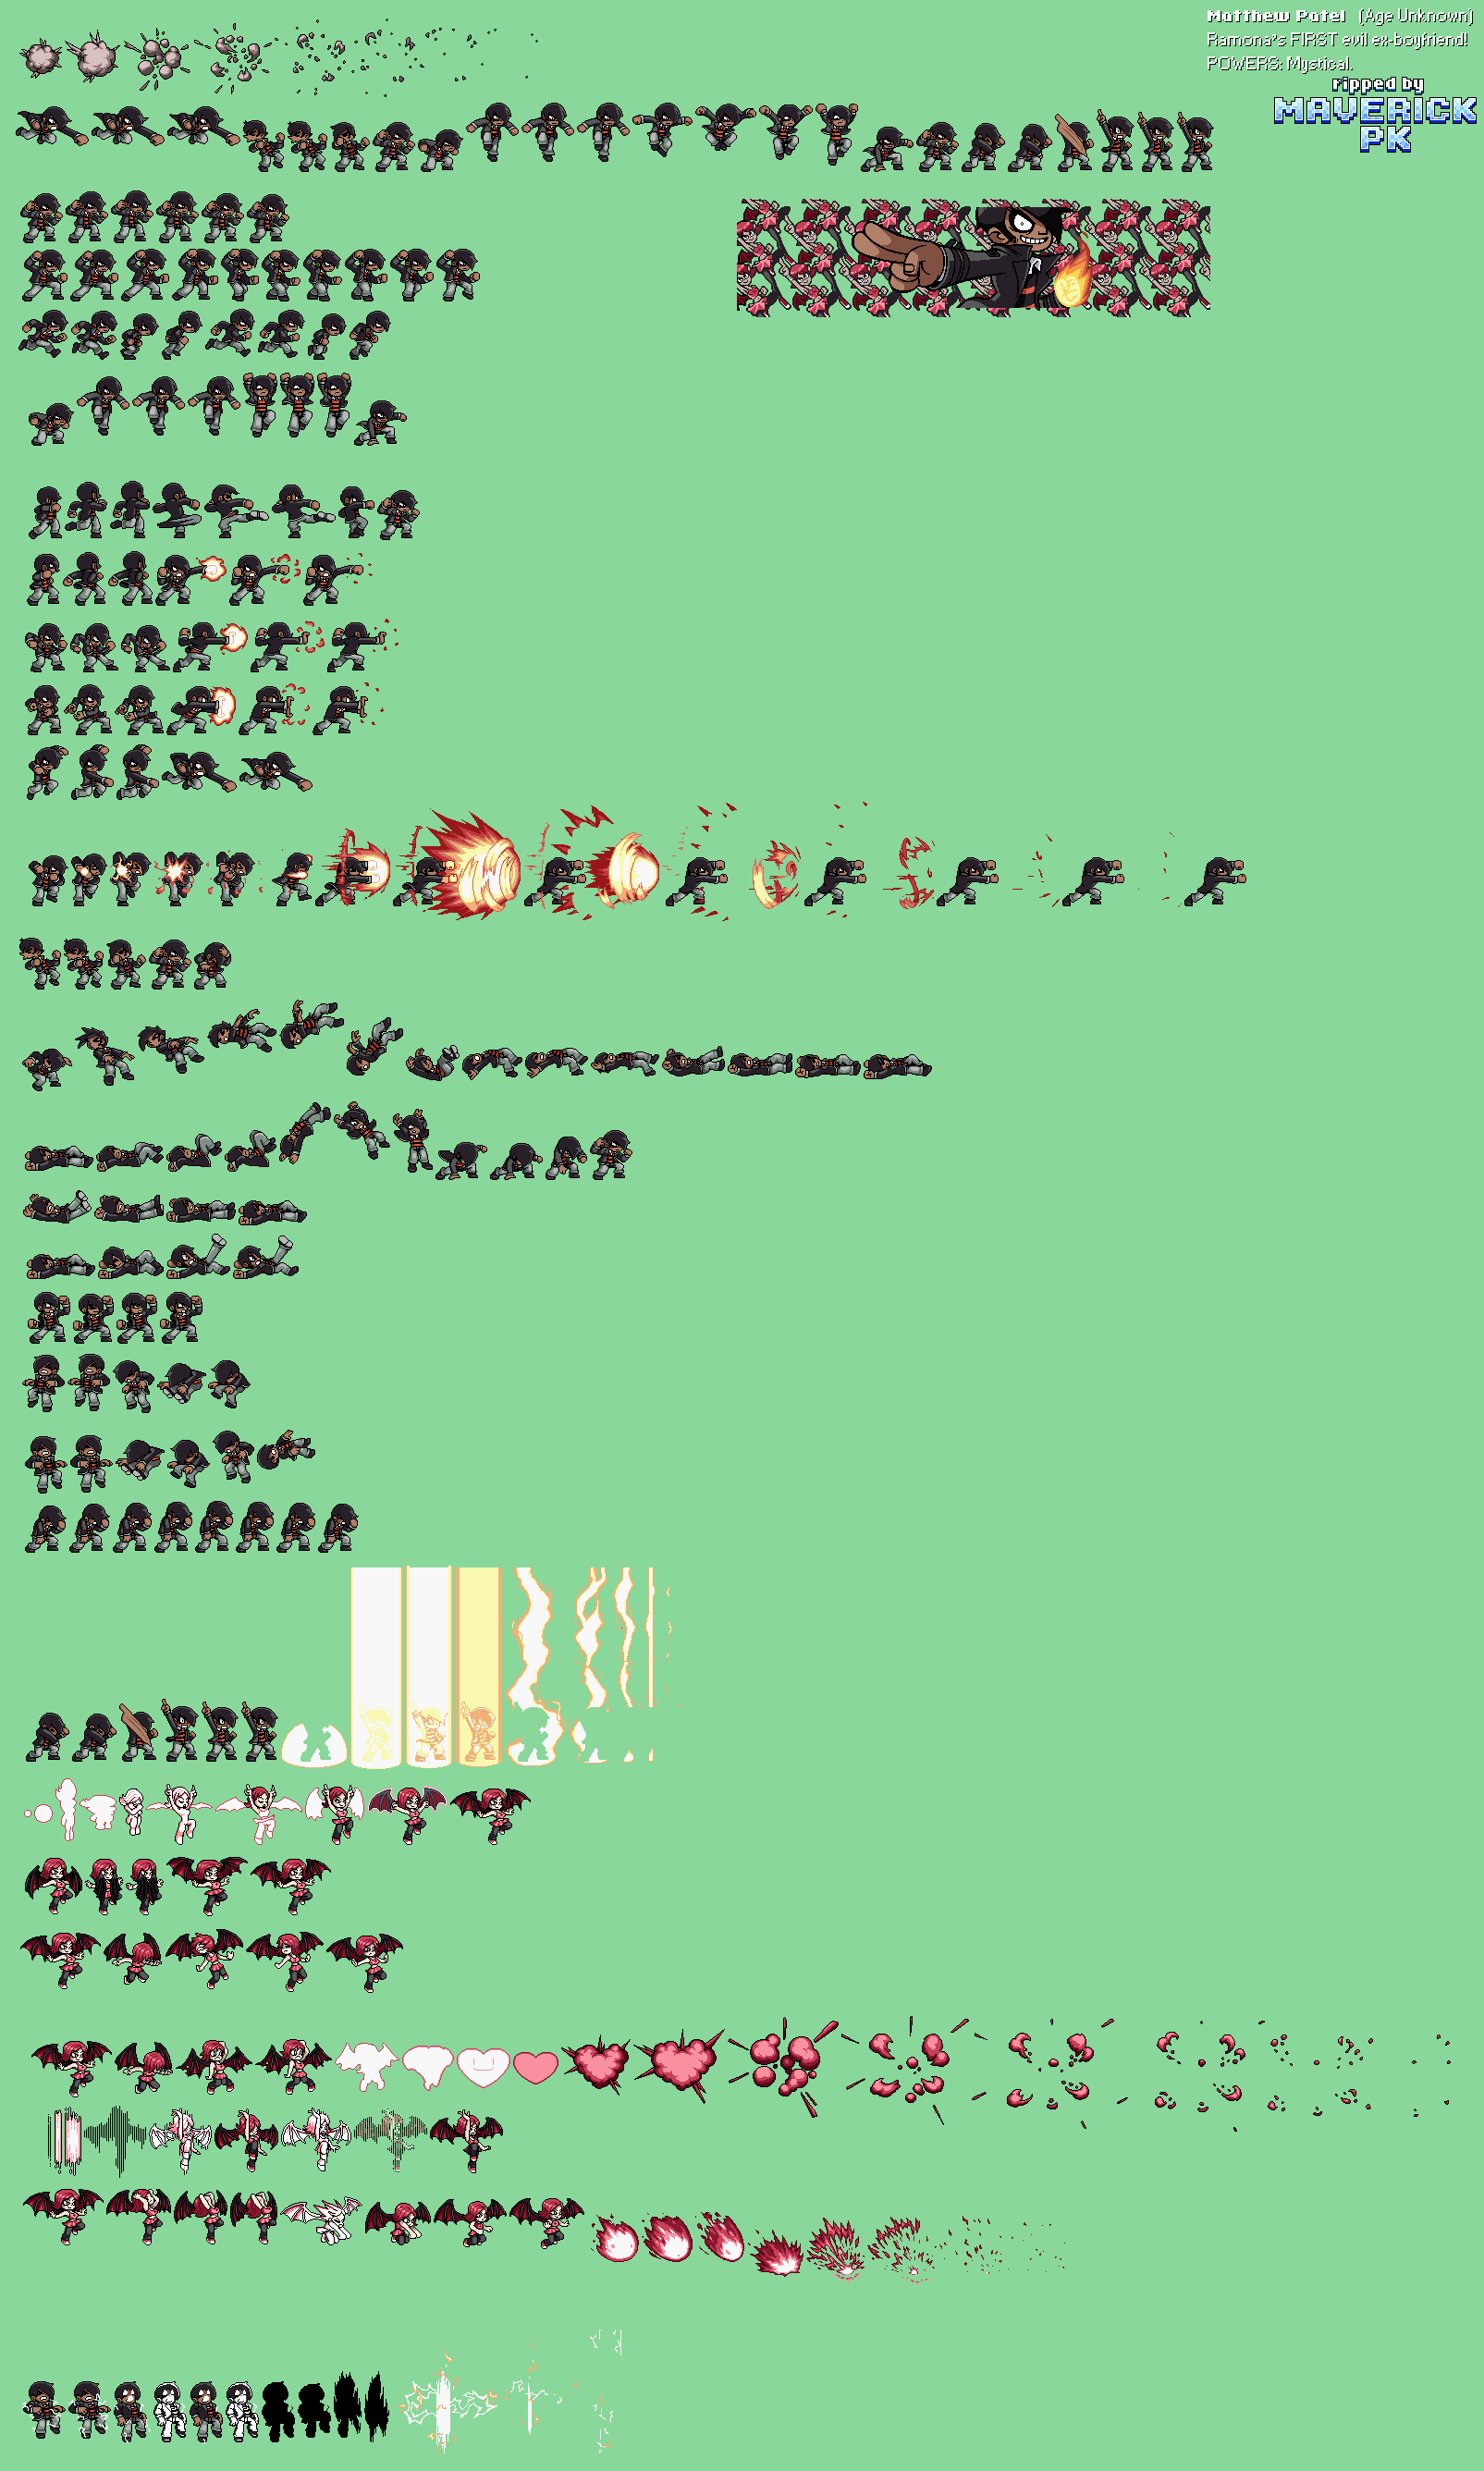 Matthew Patel (Age Unknown)
Ramona's FIRST evil ex-boyfriend!
POWERS: Mystical.
ripped by
MAVERICK
PK